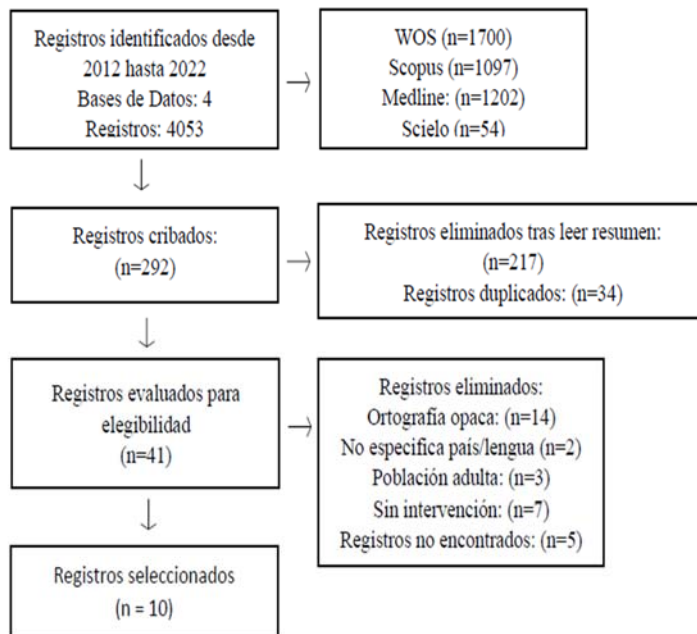 Registros identificados desde
2012 hasta 2022
Bases de Datos: 4
Registros: 4053
WOS (n=1700)
Scopus (n=1097)
Medline: (n=1202)
Scielo (n=54)
Registros cribados:
(n=292)
Registros eliminados tras leer resumen:
(n=217)
Registros duplicados: (n=34)
Registros evaluados para
elegibilidad
(n=41)
Registros eliminados:
Ortografía opaca: (n=14)
No especifica país/lengua (n=2)
Población adulta: (n=3)
Sin intervención: (n=7)
Registros no encontrados: (n=5)
Registros seleccionados
(n = 10)